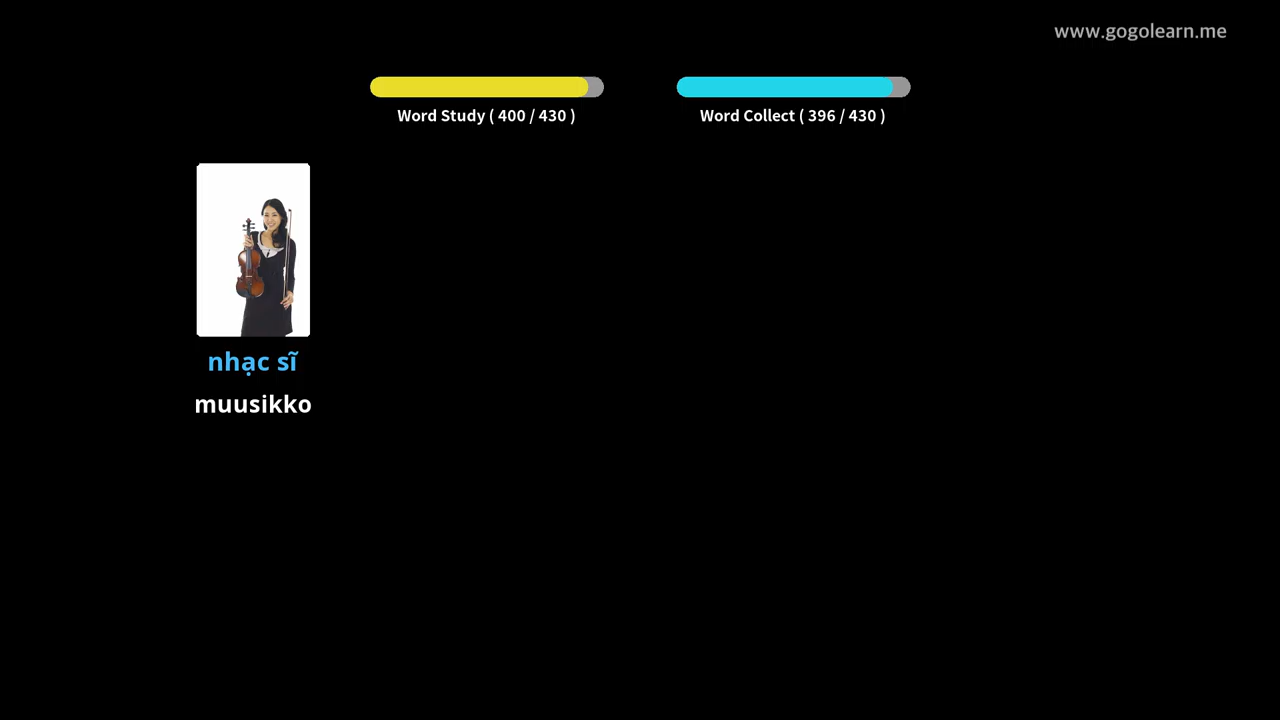 www.gogolearn.me
Word Study ( 400 / 430 )
Word Collect ( 396 / 430 )
nhạc sĩ
muusikko